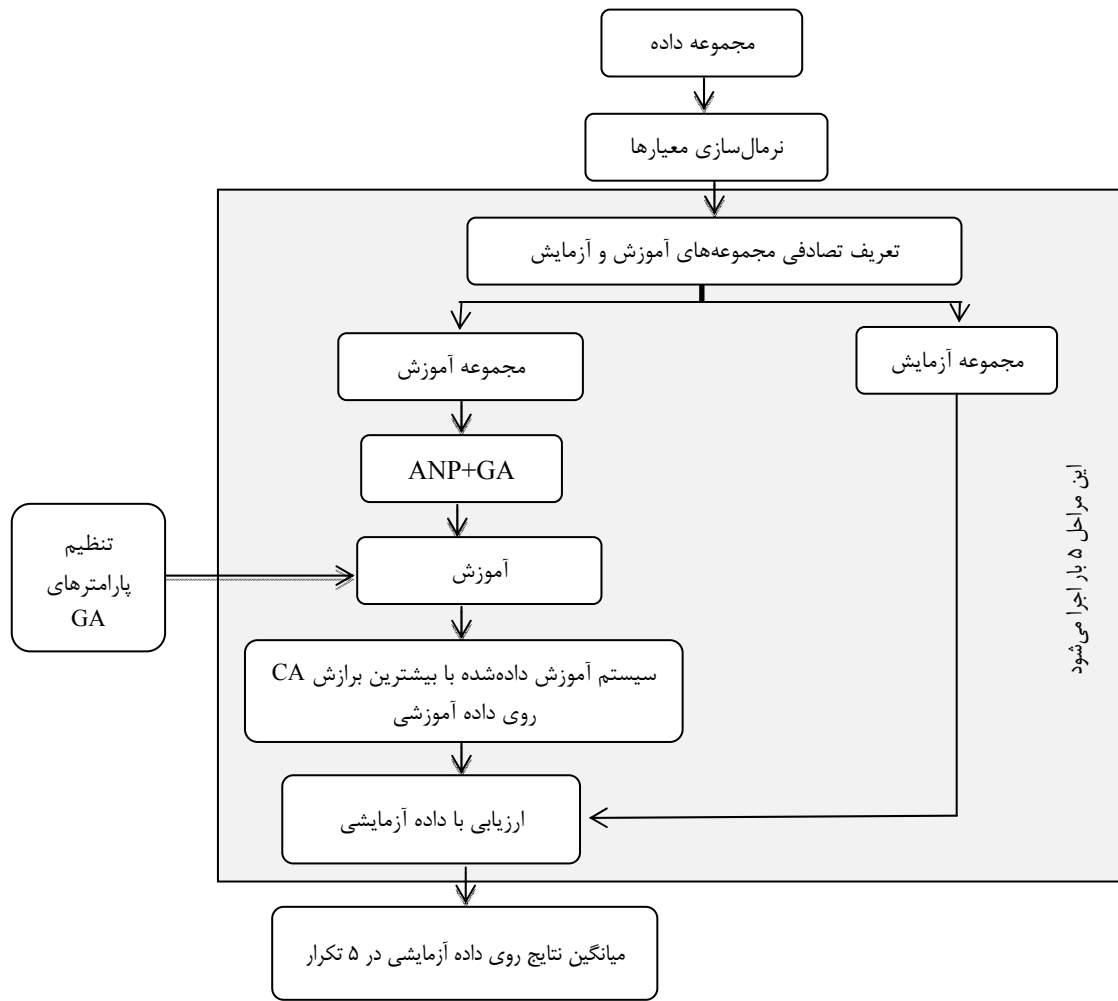 مجموعه داده
نرمال‌سازی معیارها
تعریف تصادفی مجموعه‌های آموزش و آزمایش
مجموعه آموزش
مجموعه آزمایش
ANP+GA
این مراحل ۵ بار اجرا می‌شود
تنظیم
پارامترهای
GA
آموزش
سیستم آموزش داده‌شده با بیشترین برازش CA
روی داده آموزشی
ارزیابی با داده آزمایشی
میانگین نتایج روی داده آزمایشی در ۵ تکرار